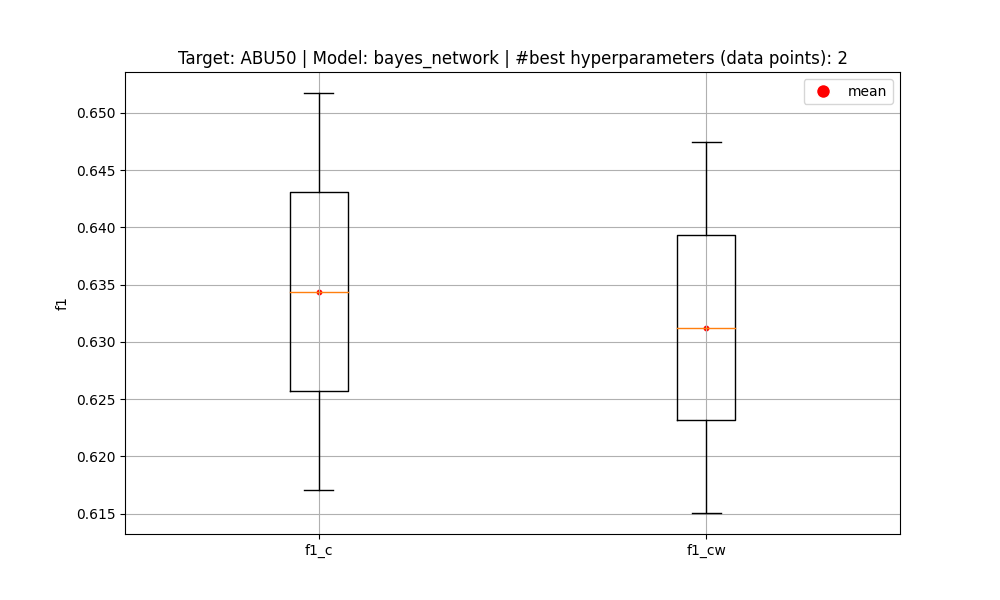 Target: ABU50 | Model: bayes_network | #best hyperparameters (data points): 2
mean
0.650
0.645
0.640
0.635
0.630
0.625
0.620
0.615
f1
f1_c
f1_cw